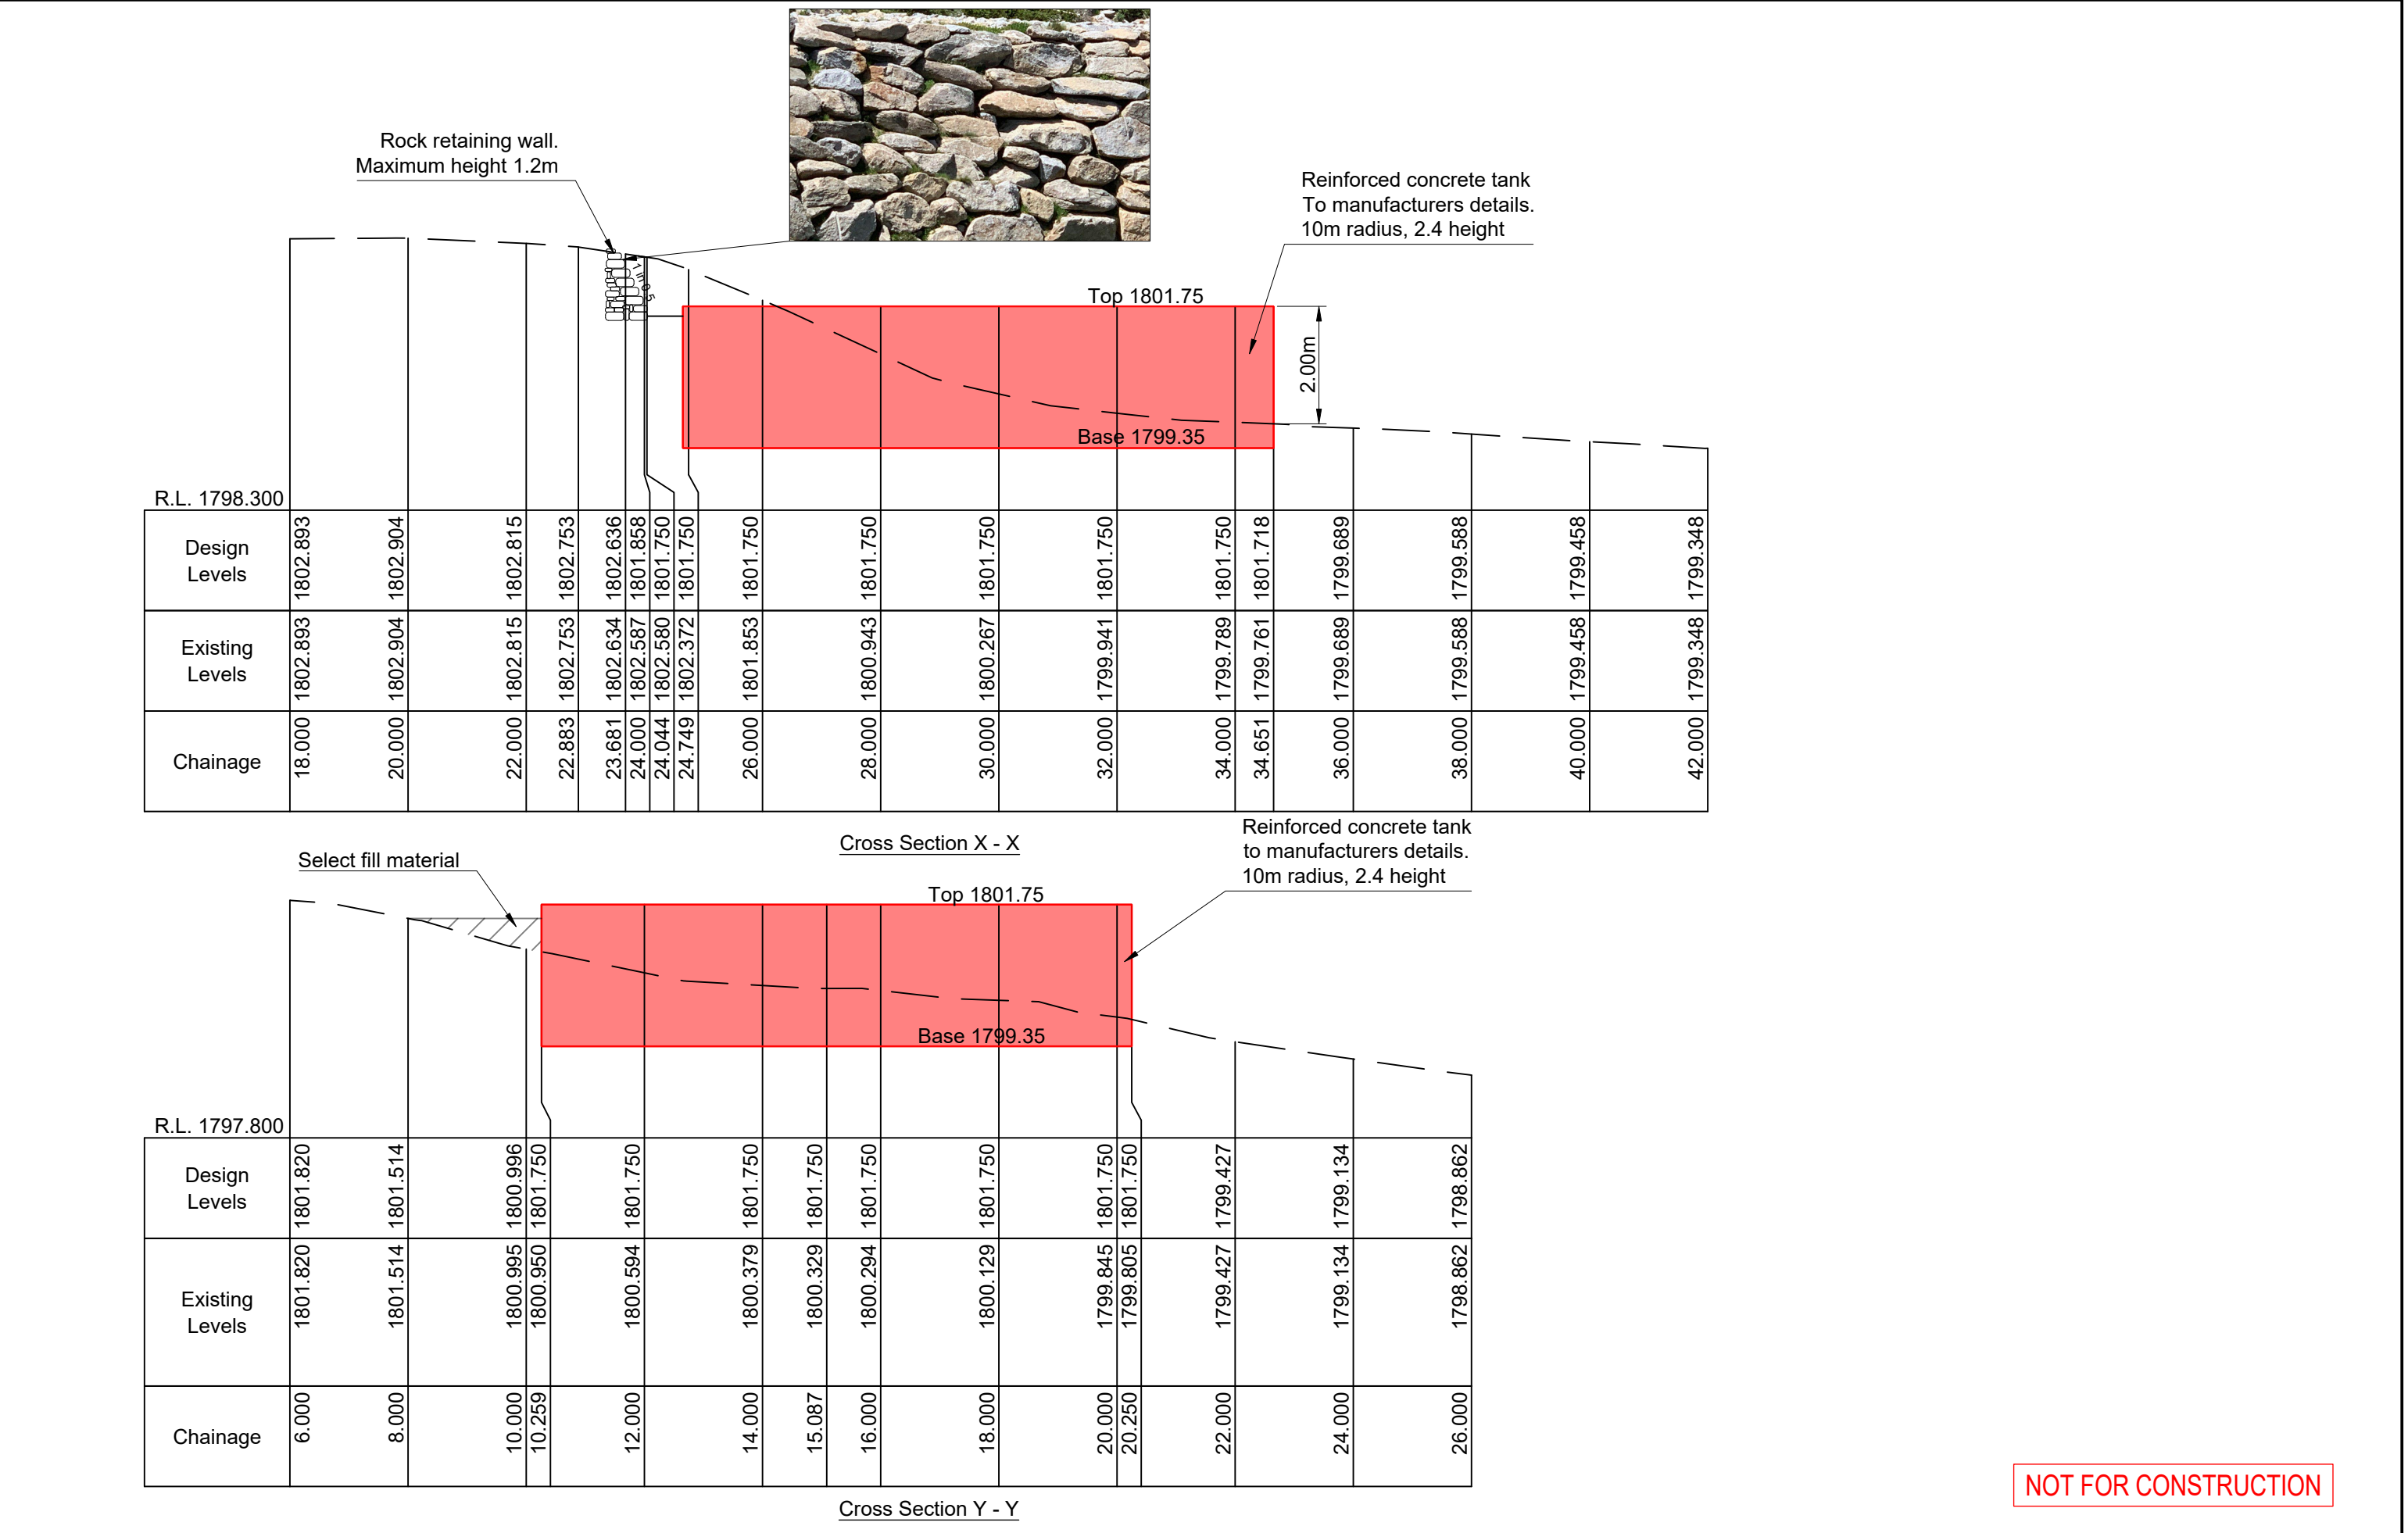 Rock retaining wall.
Maximum height 1.2m
Reinforced concrete tank
To manufacturers details.
10m radius, 2.4 height
1 in 0.5
Top 1801.75
2.00m
Base 1799.35
R.L. 1798.300
Design
Levels
1802.893 1802.904 1802.815 1802.753 1802.636 1801.858 1801.750 1801.750 1801.750 1801.750 1801.750 1801.750 1801.750 1801.718 1799.689 1799.588 1799.458 1799.348
Existing
Levels
1802.893 1802.904 1802.815 1802.753 1802.634 1802.587 1802.580 1802.372 1801.853 1800.943 1800.267 1799.941 1799.789 1799.761 1799.689 1799.588 1799.458 1799.348
Chainage
18.000 20.000 22.000 22.883 23.681 24.000 24.044 24.749 26.000 28.000 30.000 32.000 34.000 34.651 36.000 38.000 40.000 42.000
Cross Section X - X
Select fill material
Reinforced concrete tank
to manufacturers details.
10m radius, 2.4 height
Top 1801.75
Base 1799.35
R.L. 1797.800
Design
Levels
1801.820 1801.514 1800.996 1801.750 1801.750 1801.750 1801.750 1801.750 1801.750 1801.750 1801.750 1799.427 1799.134 1798.862
Existing
Levels
1801.820 1801.514 1800.995 1800.950 1800.594 1800.379 1800.329 1800.294 1800.129 1799.845 1799.805 1799.427 1799.134 1798.862
Chainage
6.000 8.000 10.000 10.259 12.000 14.000 15.087 16.000 18.000 20.000 20.250 22.000 24.000 26.000
Cross Section Y - Y
NOT FOR CONSTRUCTION